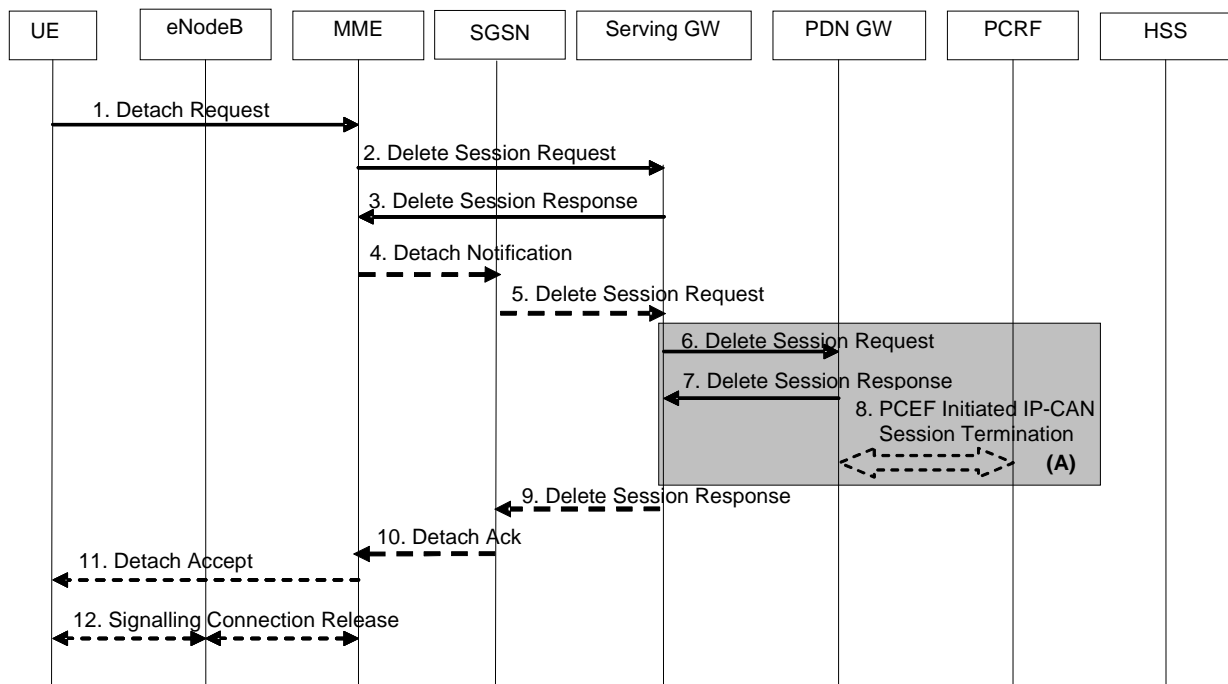 UE
eNodeB
MME
SGSN
Serving GW
PDN GW
PCRF
HSS
1. Detach Request
2. Delete Session Request
3. Delete Session Response
4. Detach Notification
5. Delete Session Request
6. Delete Session Request
7. Delete Session Response
8. PCEF Initiated IP-CAN
Session Termination
(A)
9. Delete Session Response
10. Detach Ack
11. Detach Accept
12. Signalling Connection Release